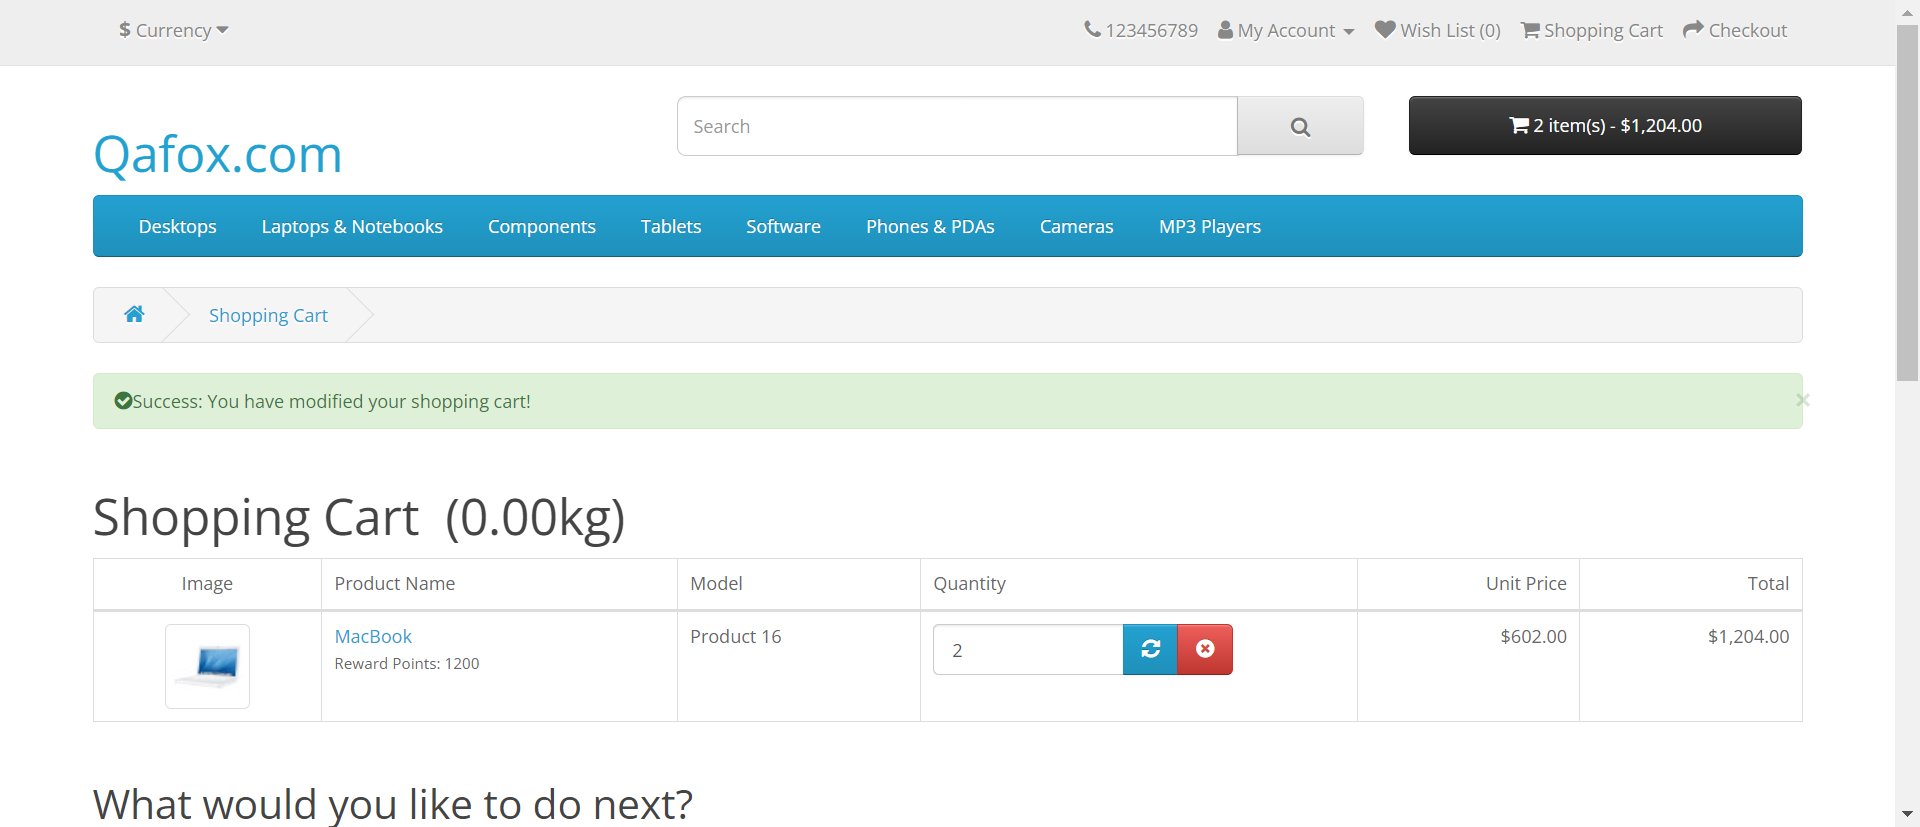 $ Currency
123456789 My Account Wish List (0) Shopping Cart Checkout
Qafox.com
Search
2 item(s) - $1,204.00
Desktops Laptops & Notebooks Components Tablets Software Phones & PDAs Cameras MP3 Players
Shopping Cart
Success: You have modified your shopping cart!
×
Shopping Cart (0.00kg)
Image Product Name Model Quantity Unit Price Total
MacBook Product 16 2 $602.00 $1,204.00
Reward Points: 1200
What would you like to do next?